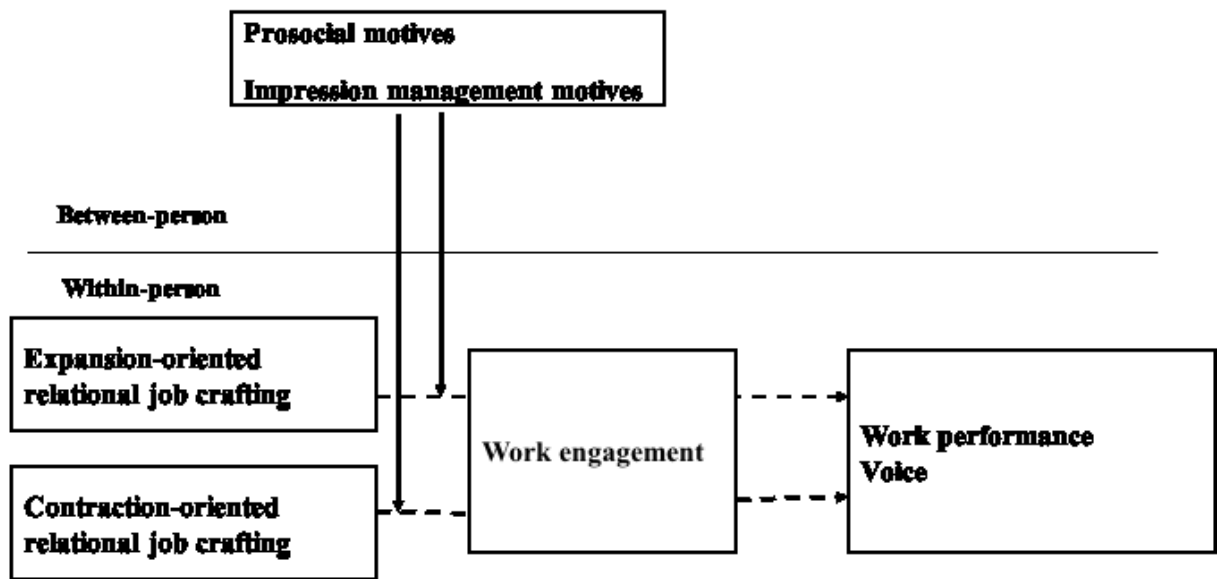 Prosocial motives
Impression management motives
Between-person
Within-person
Expansion-oriented
relational job crafting
Work engagement
Work performance
Voice
Contraction-oriented
relational job crafting